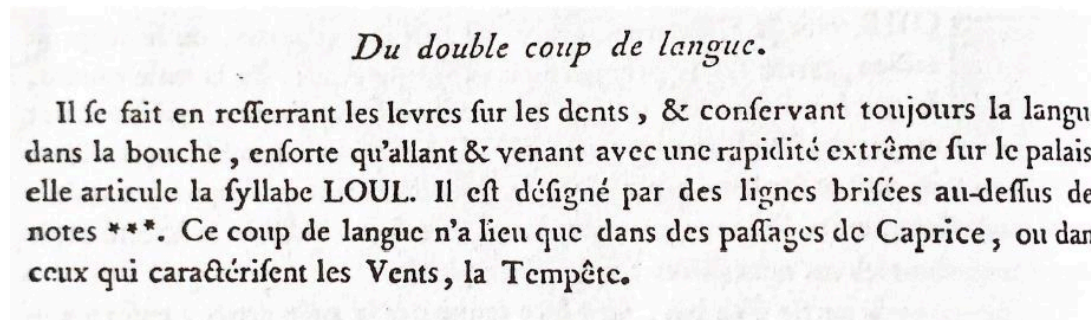 Du double coup de langue.
Il ſe fait en reſſerrant les levres ſur les dents, & conſervant toujours la langu
dans la bouche, enſorte qu'allant & venant avec une rapidité extrême ſur le palais
elle articule la ſyllabe LOUL. Il eſt déſigné par des lignes briſées au-deſſus de
notes ***. Ce coup de langue n'a lieu que dans des paſſages de Caprice, ou dan
ceux qui caractériſent les Vents, la Tempête.